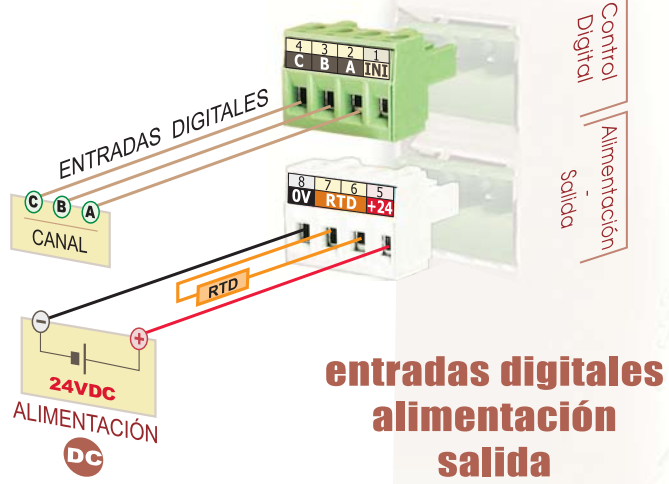 Control
Digital
4 3 2 1
C B A INI
ENTRADAS DIGITALES
C B A
CANAL
Alimentación
-
Salida
8 7 6 5
0V RTD +24
RTD
− +
24VDC
ALIMENTACIÓN
DC
entradas digitales
alimentación
salida